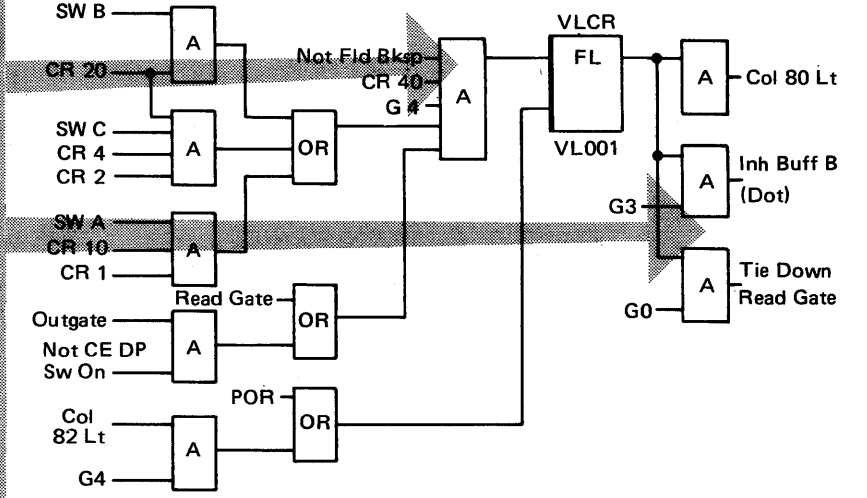 SW B
A
CR 20
SW C
CR 4
CR 2
A
OR
SW A
CR 10
CR 1
A
Not Fld Bksp
CR 40
G 4
A
VLCR
FL
VL001
A
Col 80 Lt
A
Inh Buff B
(Dot)
G3
A
Tie Down
Read Gate
G0
Read Gate
OR
Outgate
Not CE DP
Sw On
A
POR
OR
Col
82 Lt
G4
A